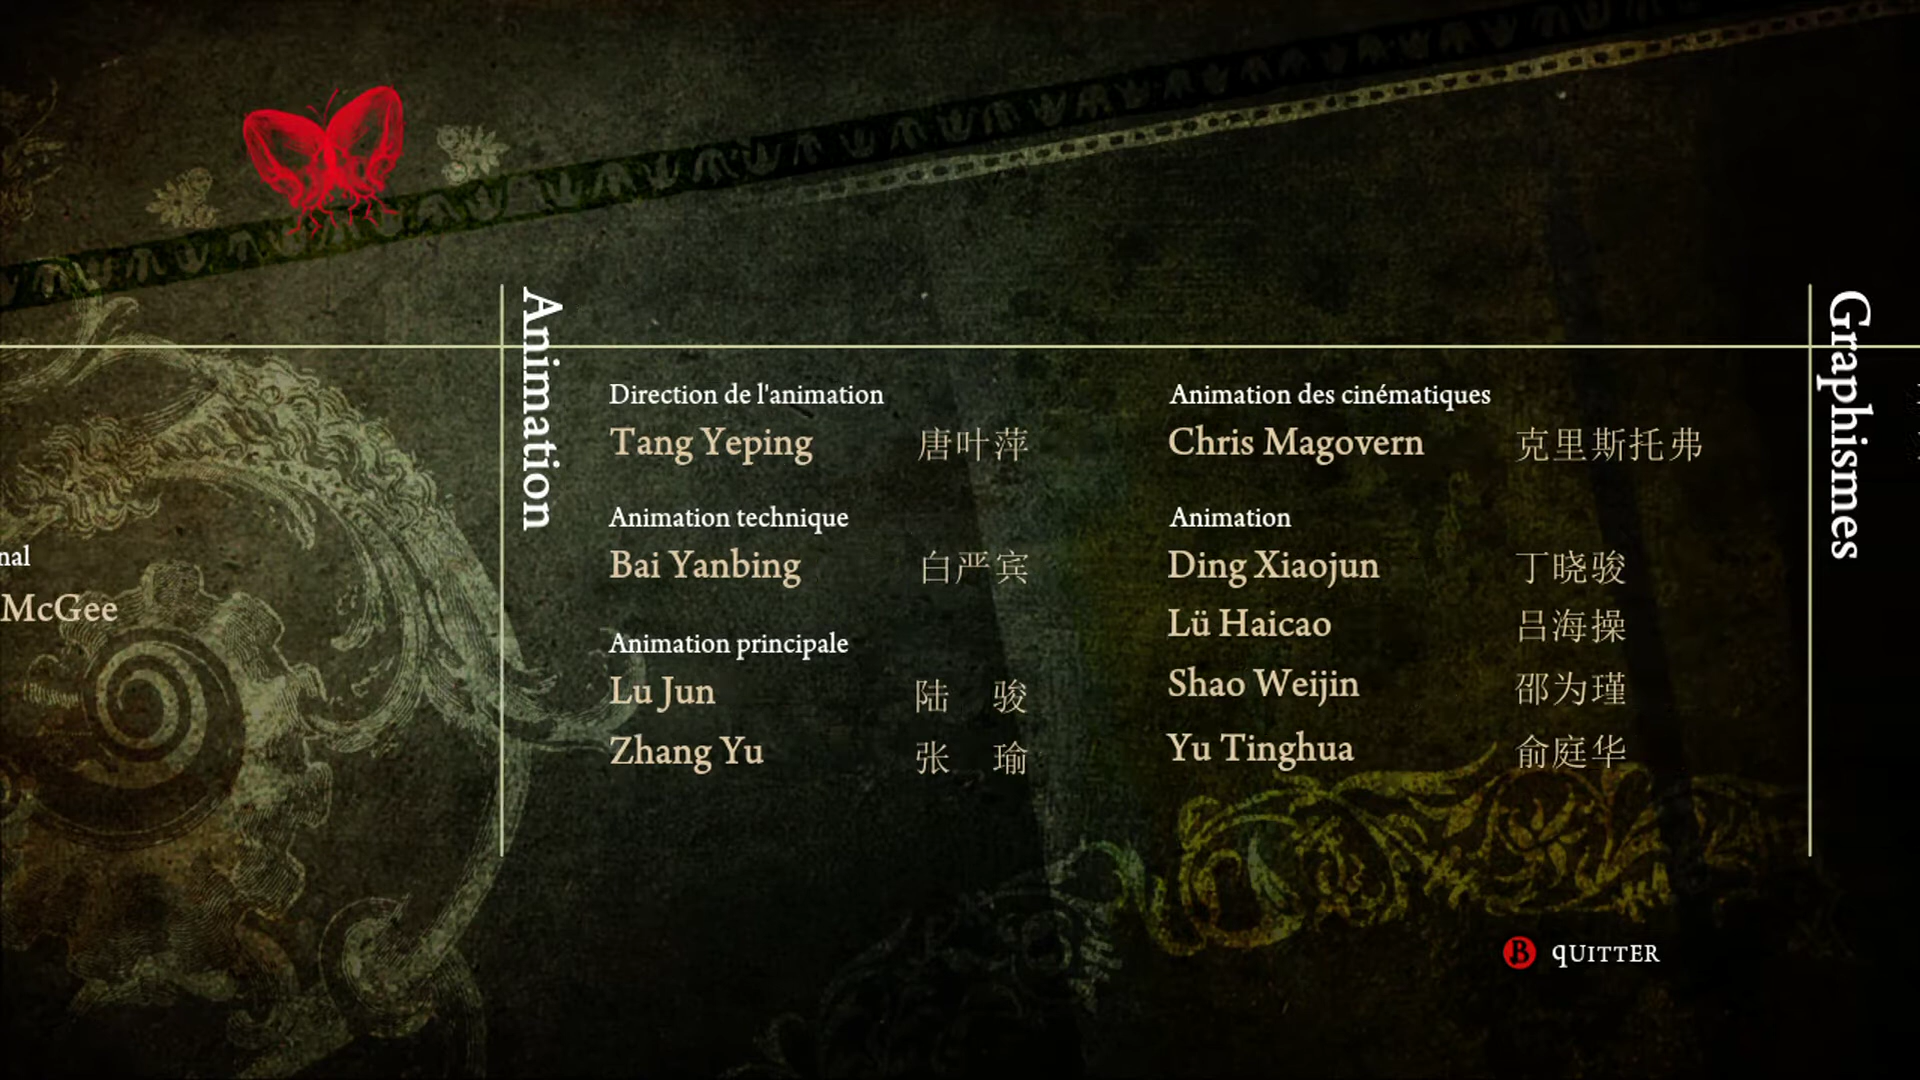 nal
McGee
Animation
Direction de l'animation
Tang Yeping 唐叶萍
Animation technique
Bai Yanbing 白严宾
Animation principale
Lu Jun 陆 骏
Zhang Yu 张 瑜
Animation des cinématiques
Chris Magovern 克里斯托弗
Animation
Ding Xiaojun 丁晓骏
Lü Haicao 吕海操
Shao Weijin 邵为瑾
Yu Tinghua 俞庭华
Graphismes
B QUITTER